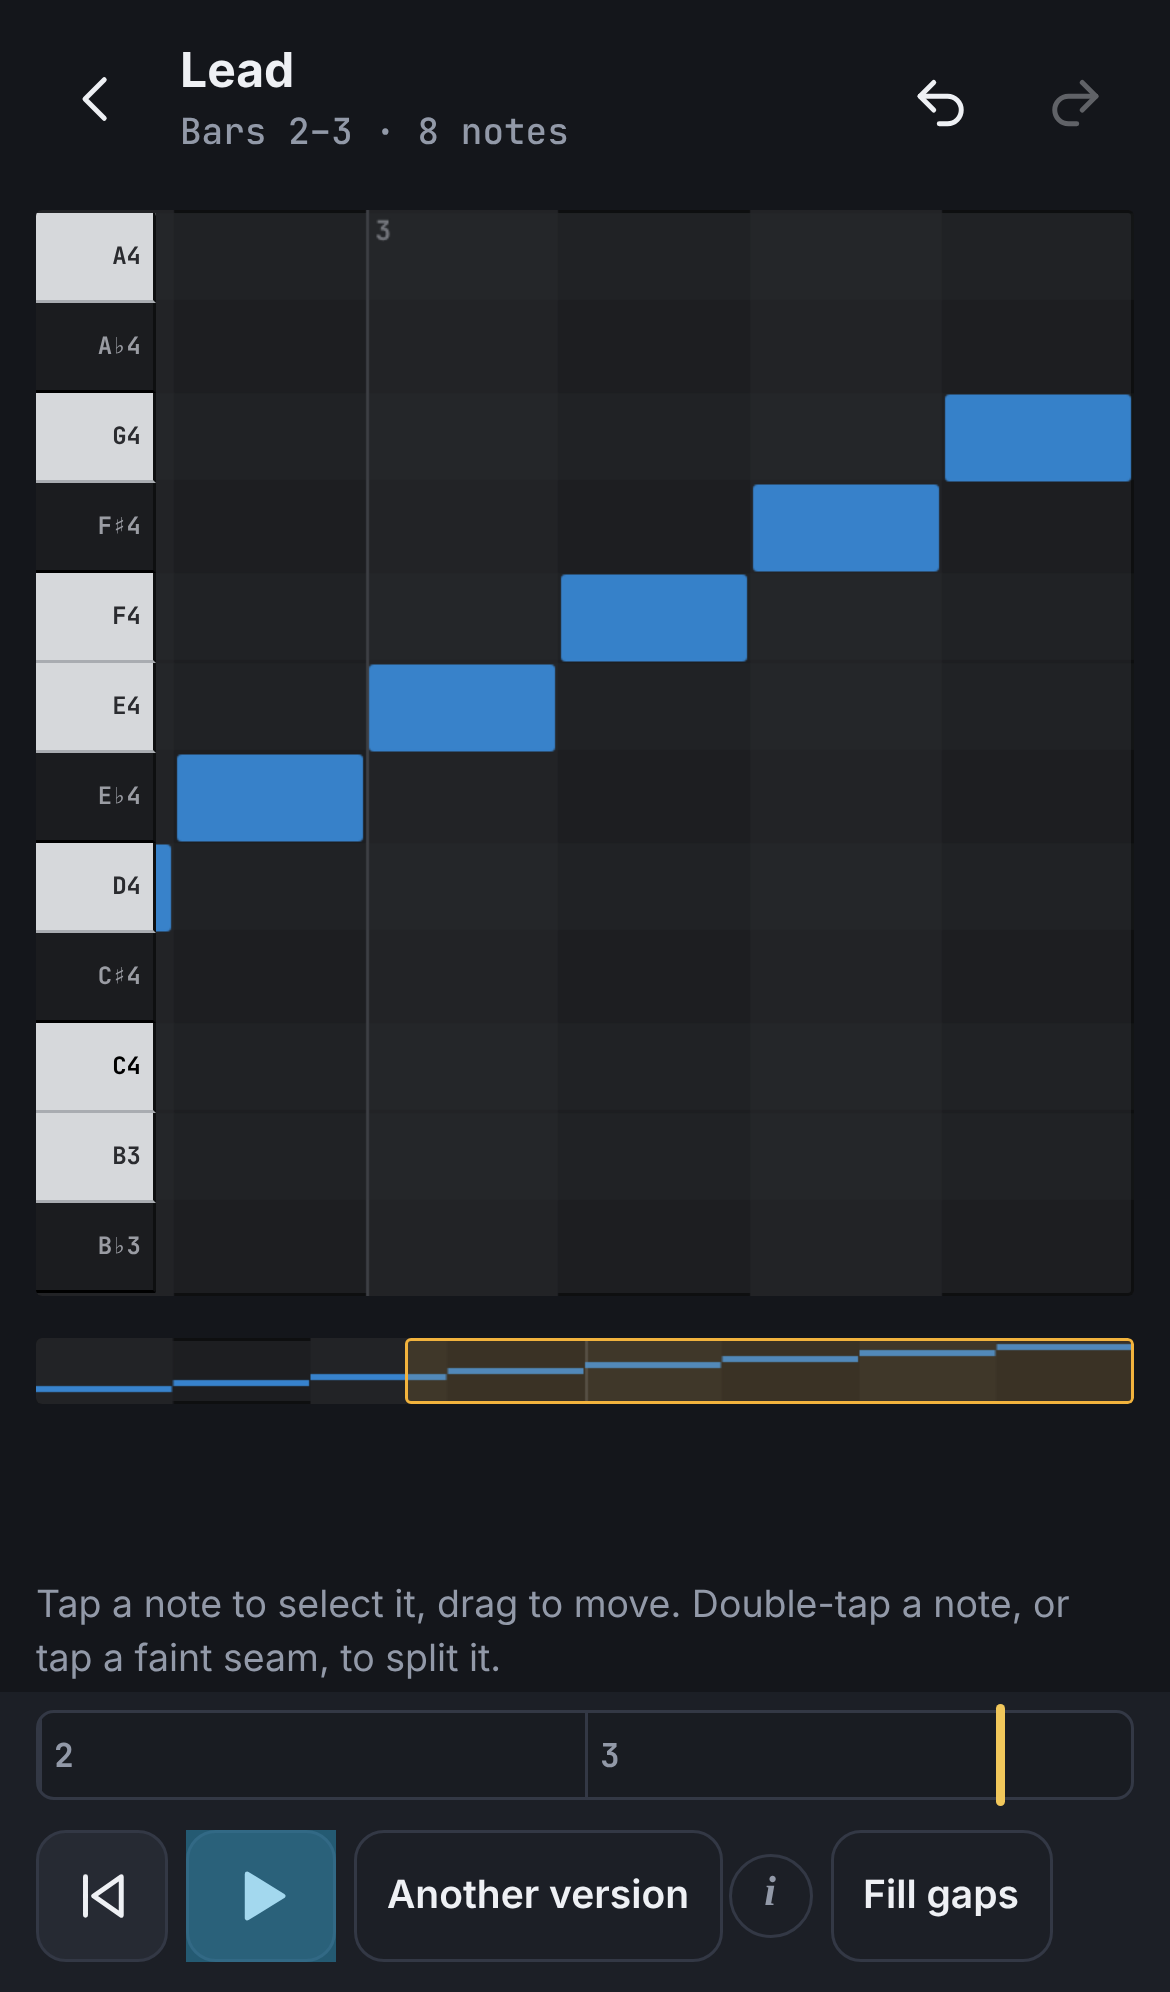 Lead
Bars 2–3 · 8 notes
3
A4
A♭4
G4
F♯4
F4
E4
E♭4
D4
C♯4
C4
B3
B♭3
Tap a note to select it, drag to move. Double-tap a note, or
tap a faint seam, to split it.
2 3
Another version i Fill gaps